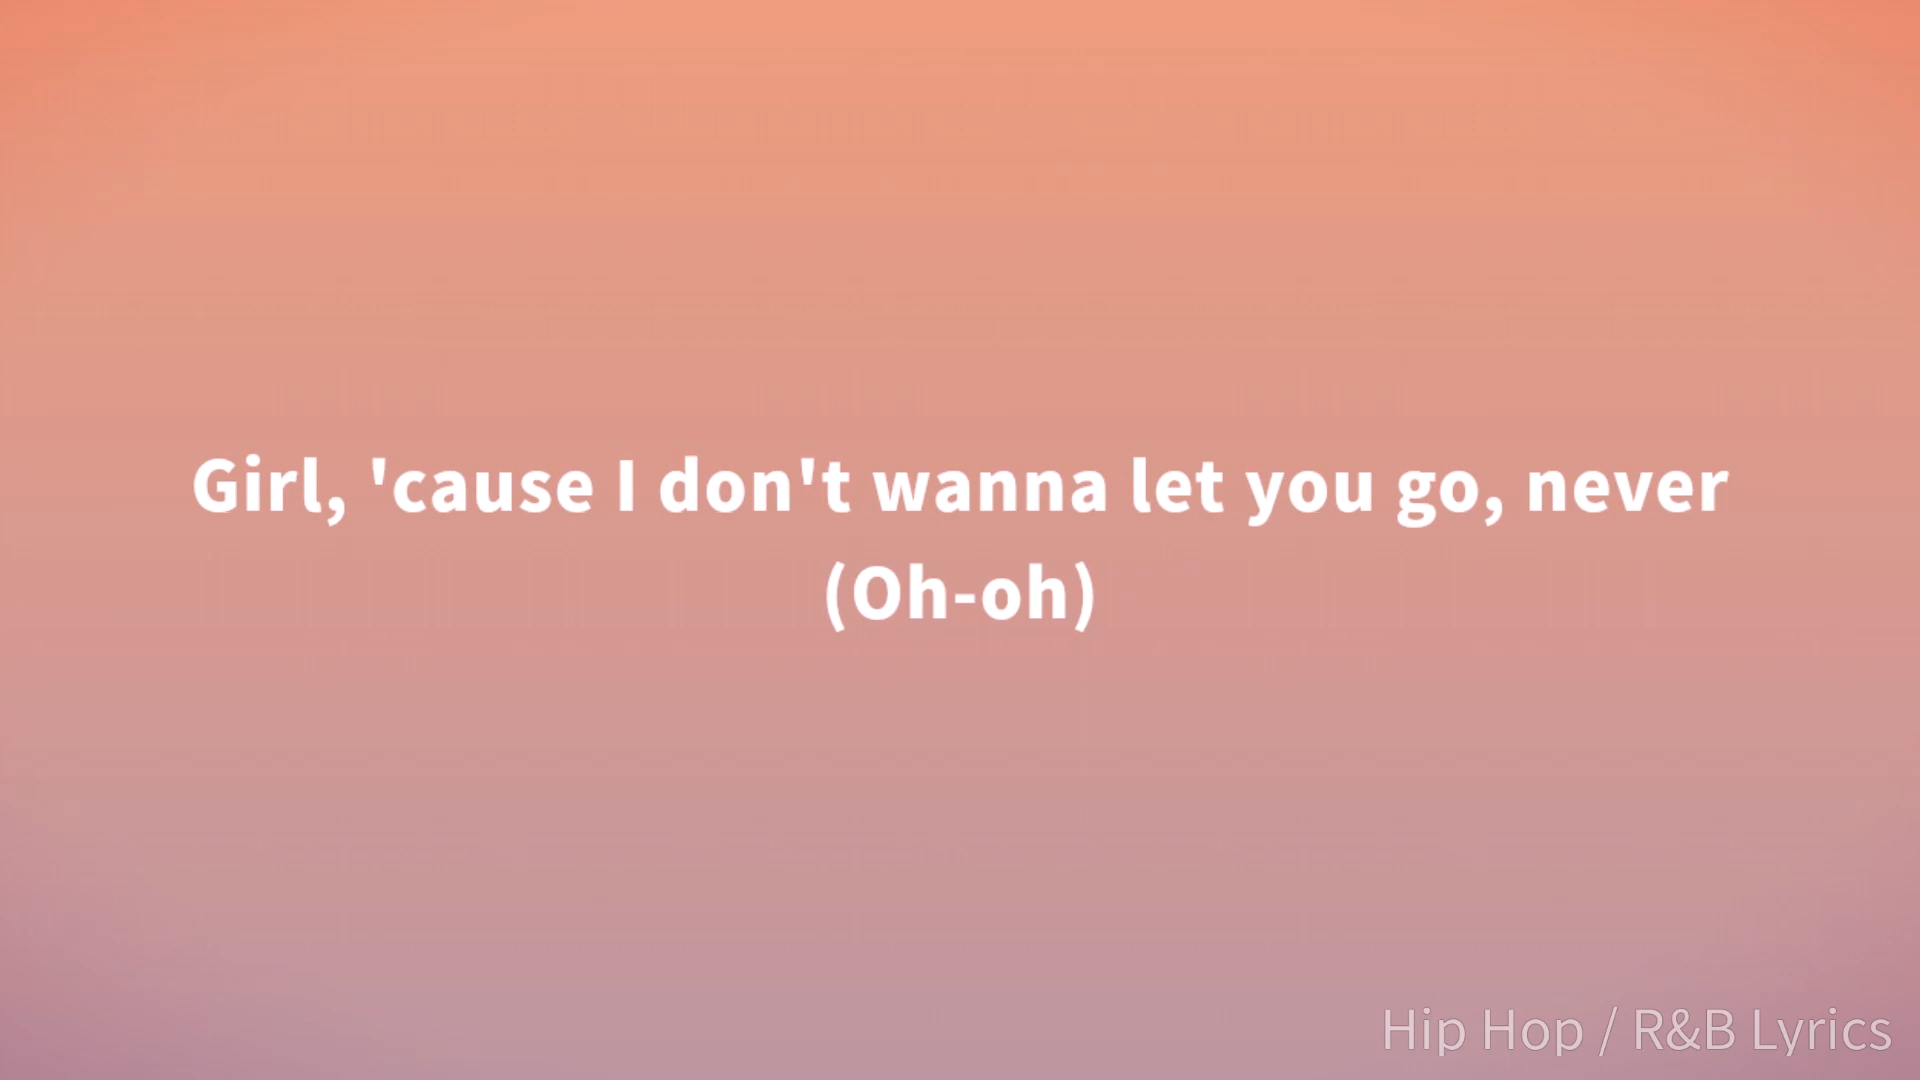 Girl, 'cause I don't wanna let you go, never
(Oh-oh)
Hip Hop / R&B Lyrics